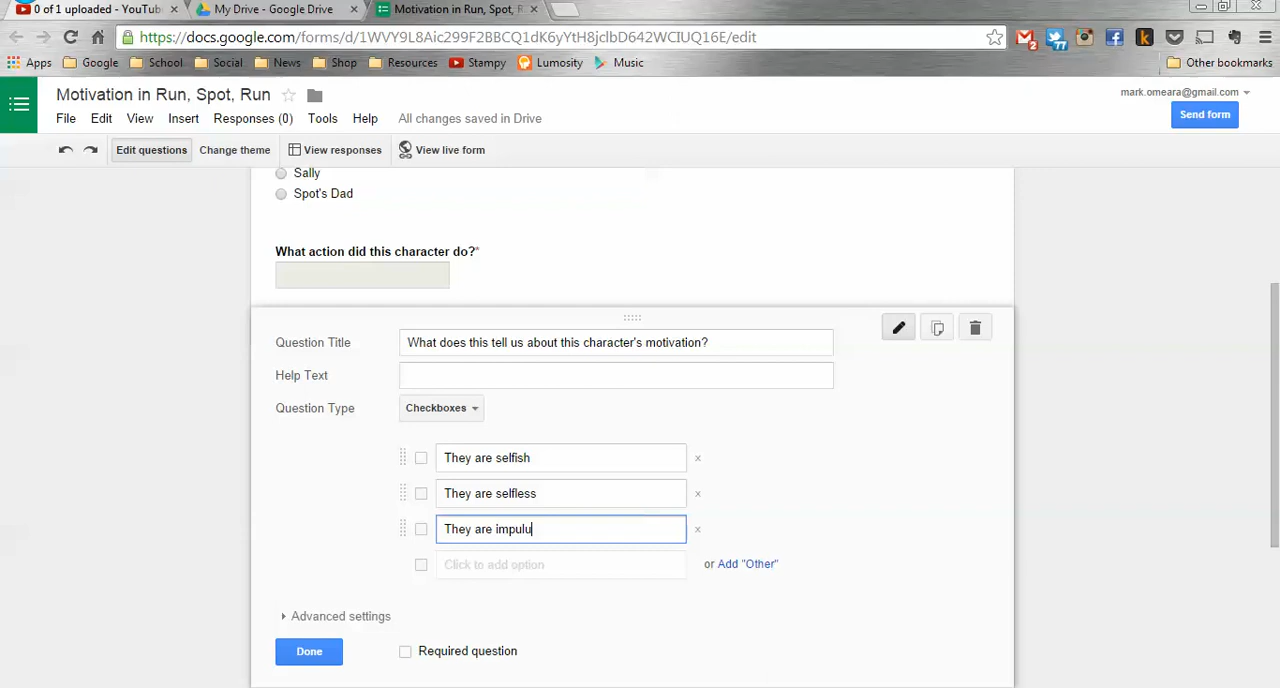 0 of 1 uploaded - YouTub
My Drive - Google Drive
Motivation in Run, Spot, R
https://docs.google.com/forms/d/1WVY9L8Aic299F2BBCQ1dK6yYtH8jclbD642WCIUQ16E/edit
2
77
Apps Google School Social News Shop Resources Stampy Lumosity Music Other bookmarks
Motivation in Run, Spot, Run
mark.omeara@gmail.com
File Edit View Insert Responses (0) Tools Help All changes saved in Drive
Send form
Edit questions Change theme View responses View live form
Sally
Spot's Dad
What action did this character do?*
Question Title What does this tell us about this character's motivation?
Help Text
Question Type Checkboxes
They are selfish x
They are selfless x
They are impulu x
Click to add option or Add "Other"
Advanced settings
Done Required question